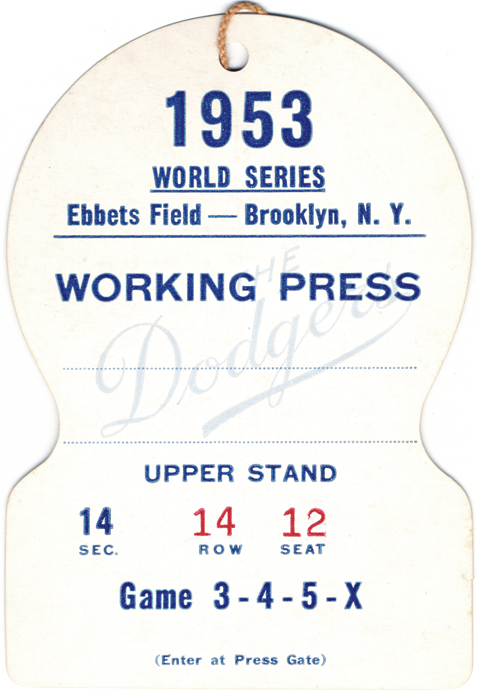 1953
WORLD SERIES
Ebbets Field — Brooklyn, N. Y.
THE
Dodgers
WORKING PRESS
UPPER STAND
14 14 12
SEC. ROW SEAT
Game 3-4-5-X
(Enter at Press Gate)